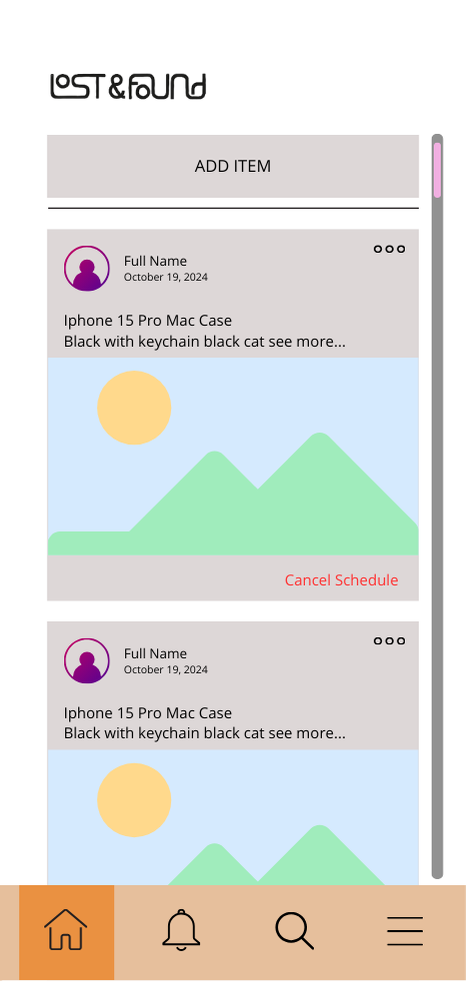 LOST & FOUND
ADD ITEM
Full Name
October 19, 2024
Iphone 15 Pro Mac Case
Black with keychain black cat see more...
Cancel Schedule
Full Name
October 19, 2024
Iphone 15 Pro Mac Case
Black with keychain black cat see more...